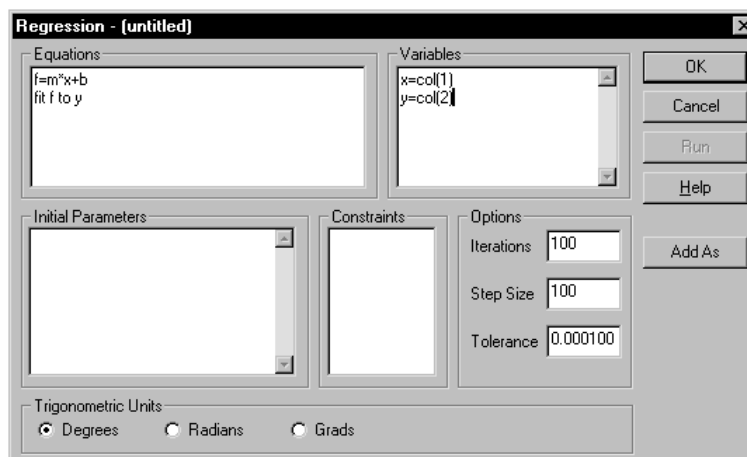 Regression - (untitled)
Equations
f=m*x+b
fit f to y
Variables
x=col(1)
y=col(2)
OK
Cancel
Run
Help
Add As
Initial Parameters
Constraints
Options
Iterations 100
Step Size 100
Tolerance 0.000100
Trigonometric Units
Degrees Radians Grads